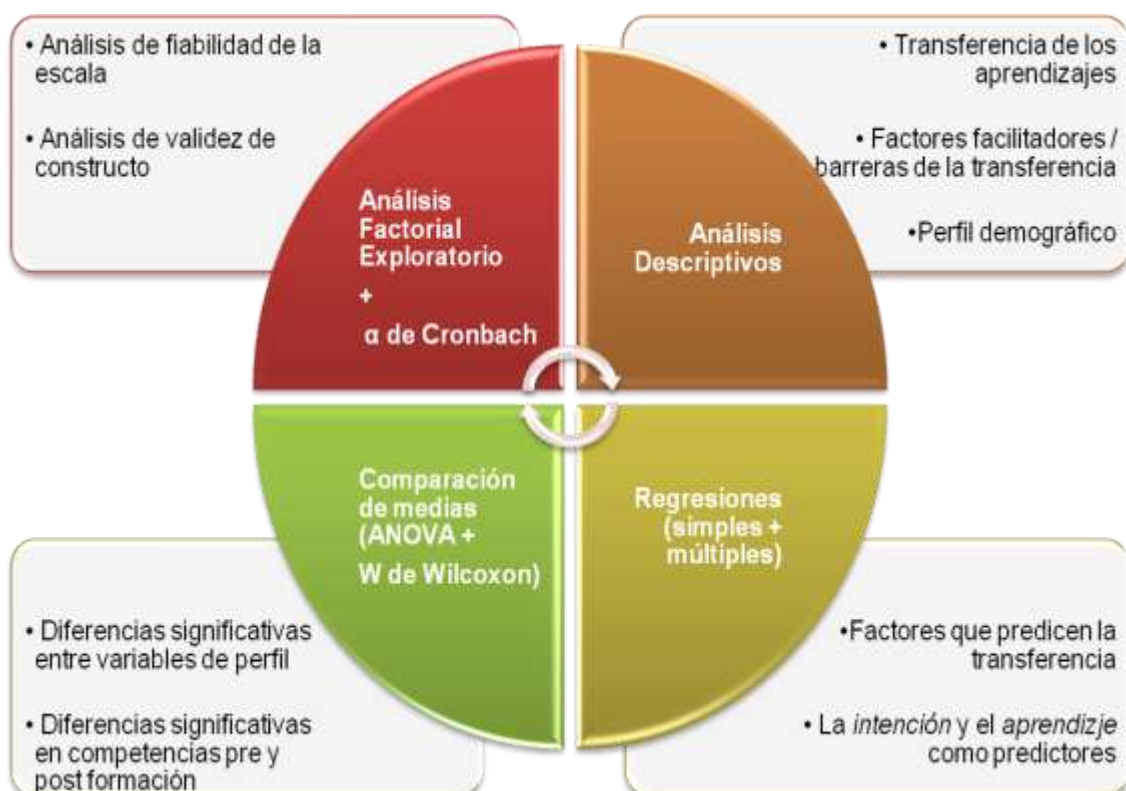 • Análisis de fiabilidad de la
escala
• Análisis de validez de
constructo
Análisis
Factorial
Exploratorio
+
α de Cronbach
• Transferencia de los
aprendizajes
• Factores facilitadores /
barreras de la transferencia
•Perfil demográfico
Análisis
Descriptivos
Comparación
de medias
(ANOVA +
W de Wilcoxon)
• Diferencias significativas
entre variables de perfil
• Diferencias significativas
en competencias pre y
post formación
Regresiones
(simples +
múltiples)
•Factores que predicen la
transferencia
• La intención y el aprendizje
como predictores